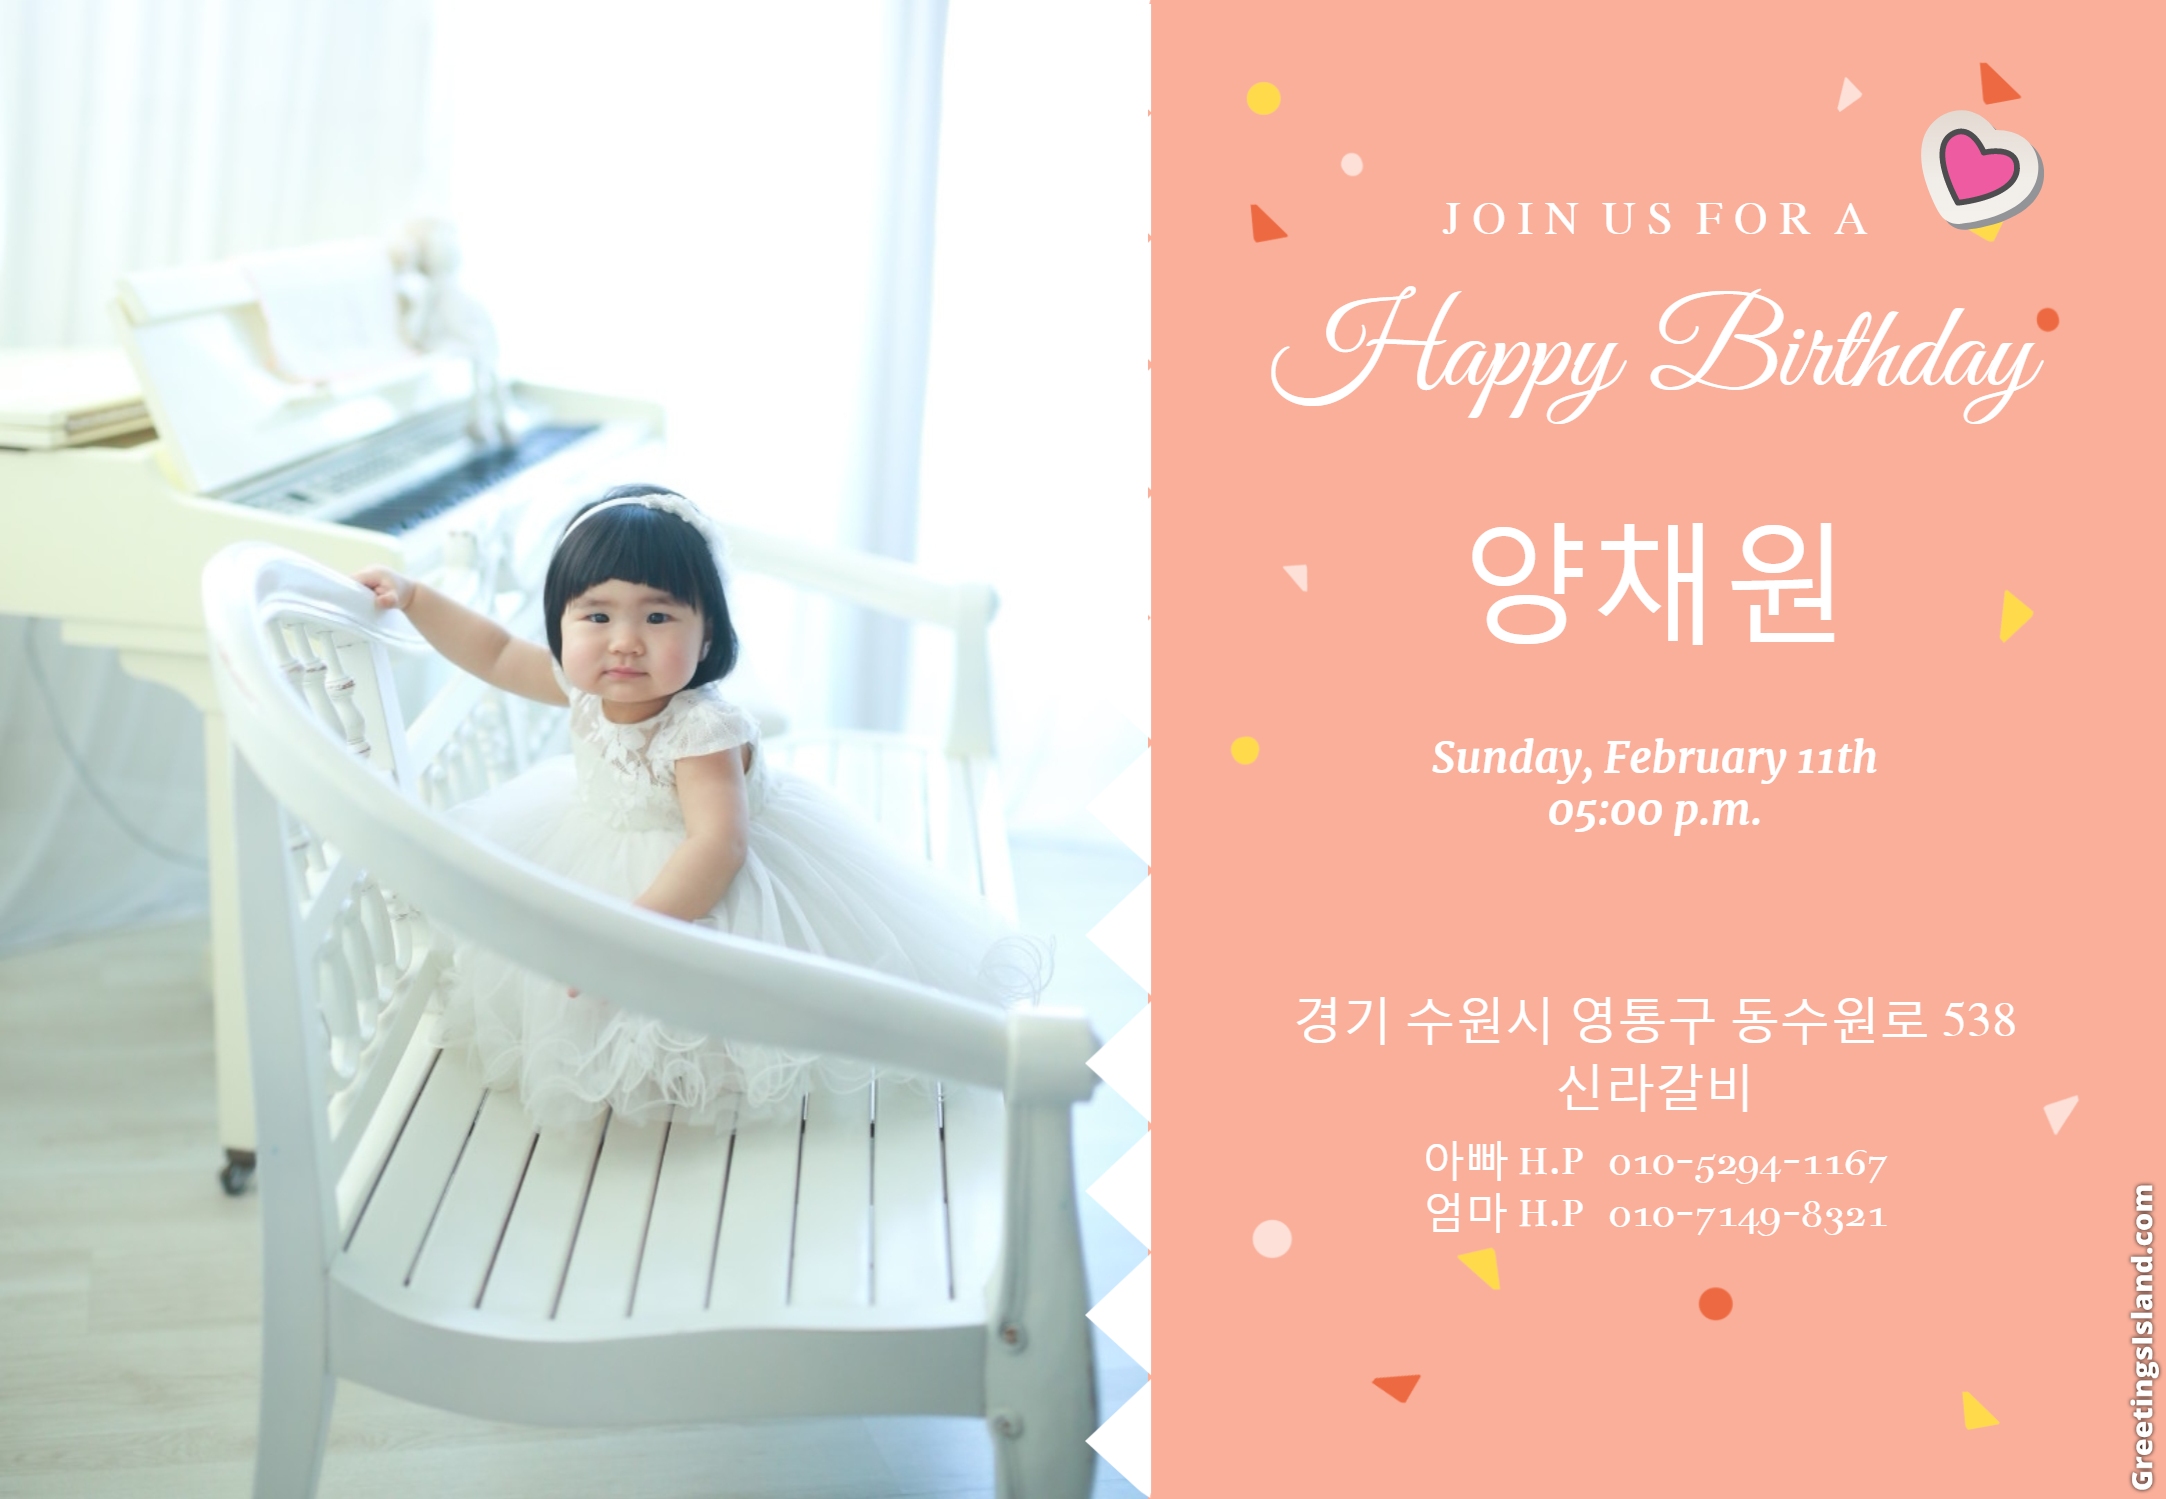 JOIN US FOR A
Happy Birthday
양채원
Sunday, February 11th
05:00 p.m.
경기 수원시 영통구 동수원로 538
신라갈비
아빠 H.P 010-5294-1167
엄마 H.P 010-7149-8321
GreetingsIsland.com